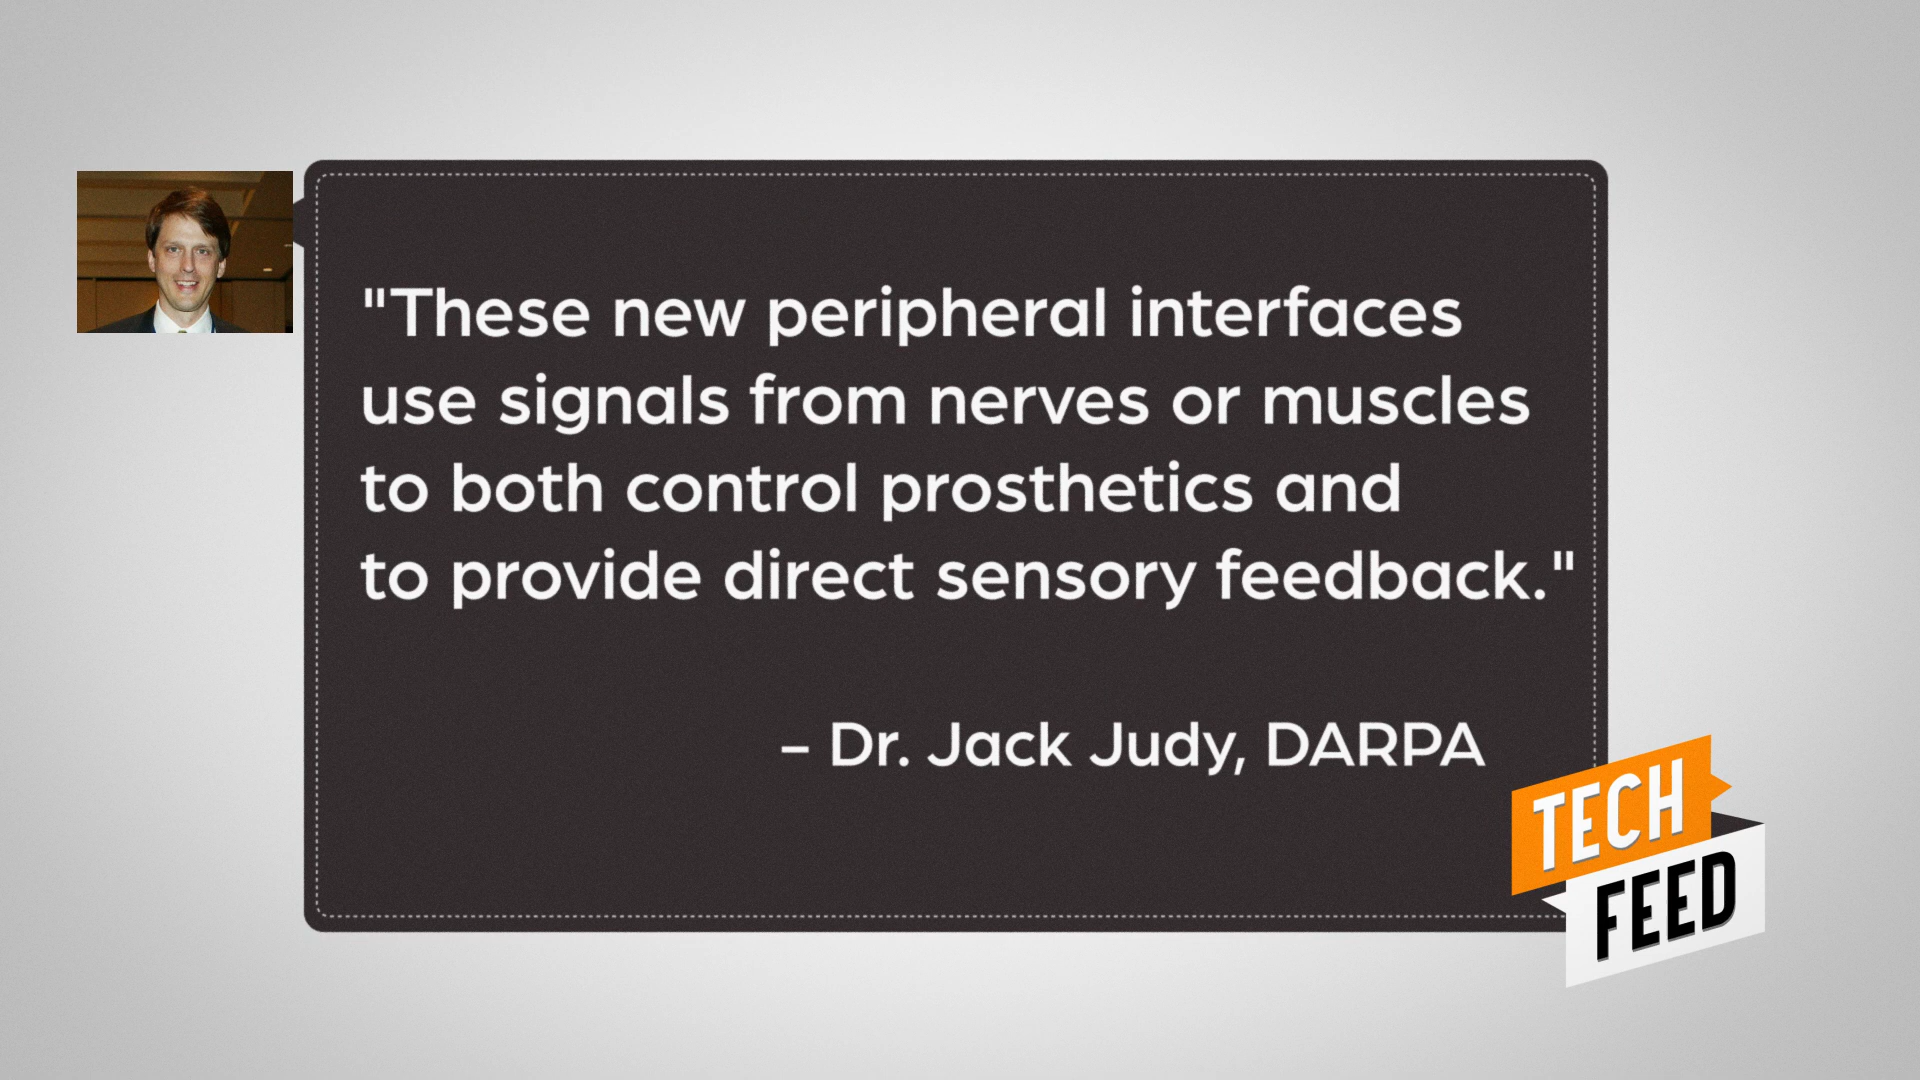 "These new peripheral interfaces
use signals from nerves or muscles
to both control prosthetics and
to provide direct sensory feedback."
– Dr. Jack Judy, DARPA
TECH
FEED